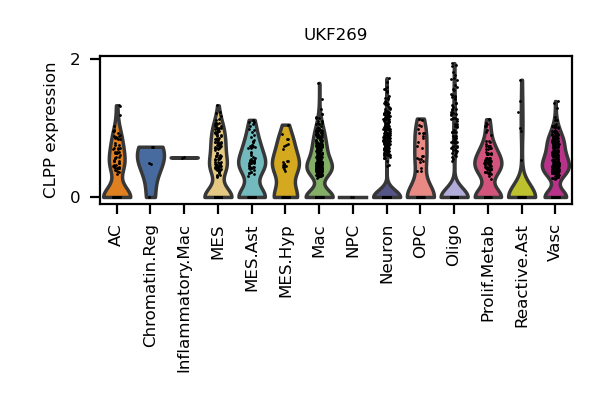 UKF269
CLPP expression
2
0
AC
Chromatin.Reg
Inflammatory.Mac
MES
MES.Ast
MES.Hyp
Mac
NPC
Neuron
OPC
Oligo
Prolif.Metab
Reactive.Ast
Vasc